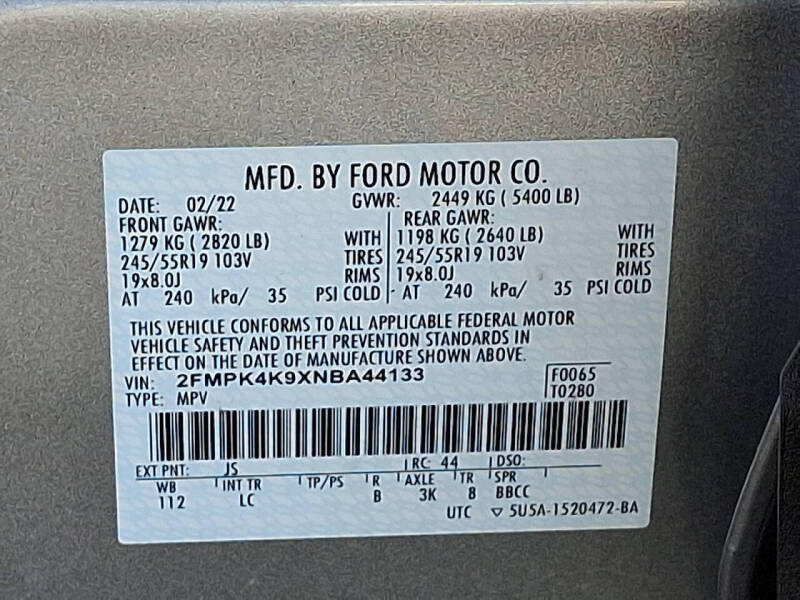 MFD. BY FORD MOTOR CO.
DATE: 02/22 GVWR: 2449 KG ( 5400 LB)
FRONT GAWR: REAR GAWR:
1279 KG ( 2820 LB) WITH 1198 KG ( 2640 LB) WITH
245/55R19 103V TIRES 245/55R19 103V TIRES
19x8.0J RIMS 19x8.0J RIMS
AT 240 kPa/ 35 PSI COLD AT 240 kPa/ 35 PSI COLD
THIS VEHICLE CONFORMS TO ALL APPLICABLE FEDERAL MOTOR
VEHICLE SAFETY AND THEFT PREVENTION STANDARDS IN
EFFECT ON THE DATE OF MANUFACTURE SHOWN ABOVE.
VIN: 2FMPK4K9XNBA44133 F0065
TYPE: MPV T0280
EXT PNT: JS RC: 44 DSO:
WB INT TR TP/PS R AXLE TR SPR
112 LC B 3K 8 BBCC
UTC ▽ 5U5A-1520472-BA